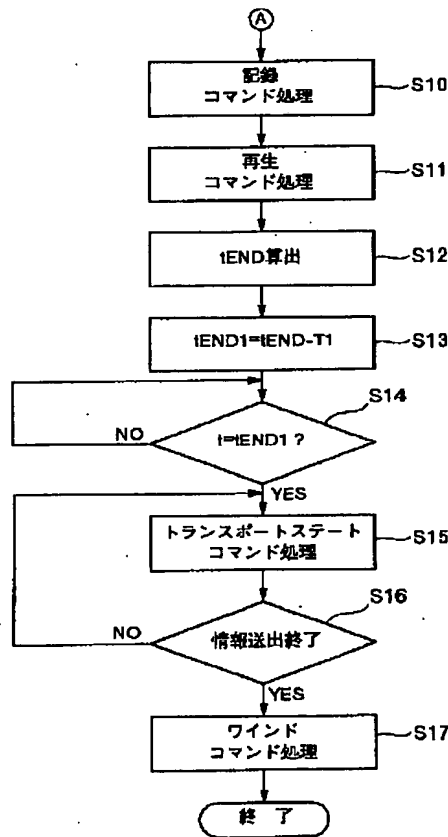 A
記録
コマンド処理
S10
再生
コマンド処理
S11
tEND算出
S12
tEND1=tEND-T1
S13
S14
t=tEND1？
NO
YES
トランスポートステート
コマンド処理
S15
S16
情報送出終了
NO
YES
ワインド
コマンド処理
S17
終 了